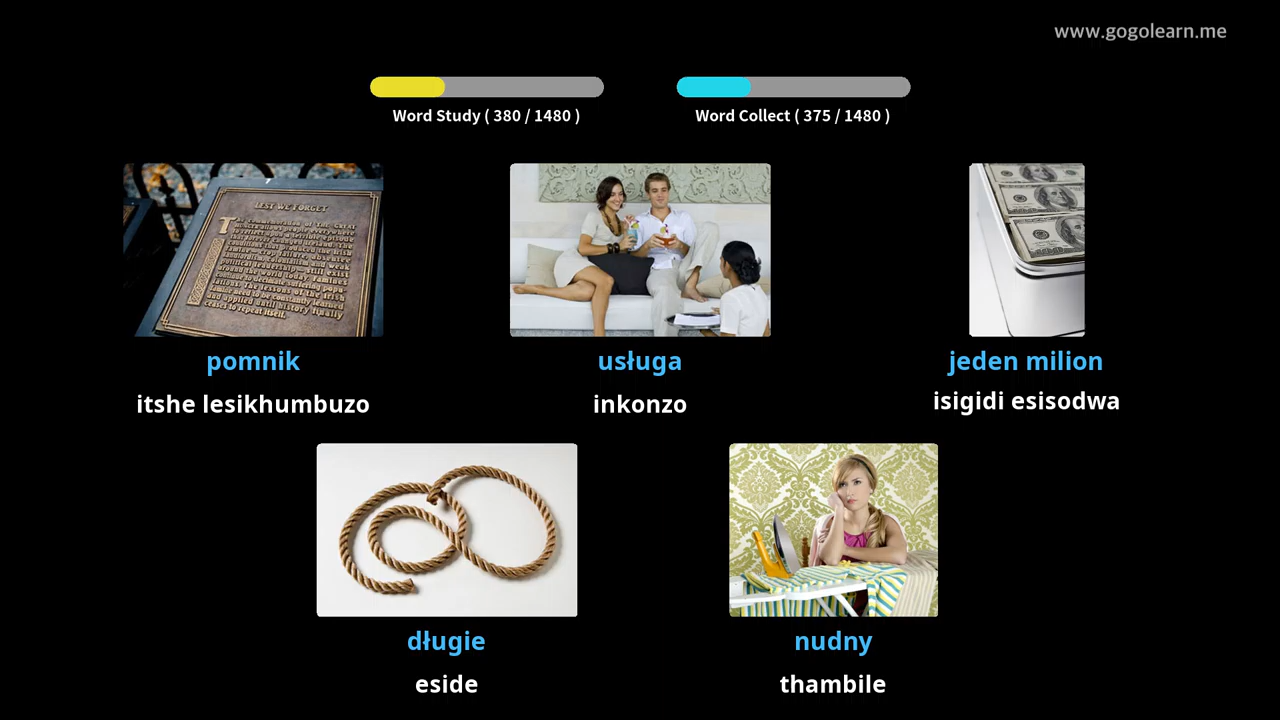 www.gogolearn.me
Word Study ( 380 / 1480 )
Word Collect ( 375 / 1480 )
LEST WE FORGET
pomnik
itshe lesikhumbuzo
usługa
inkonzo
jeden milion
isigidi esisodwa
długie
eside
nudny
thambile